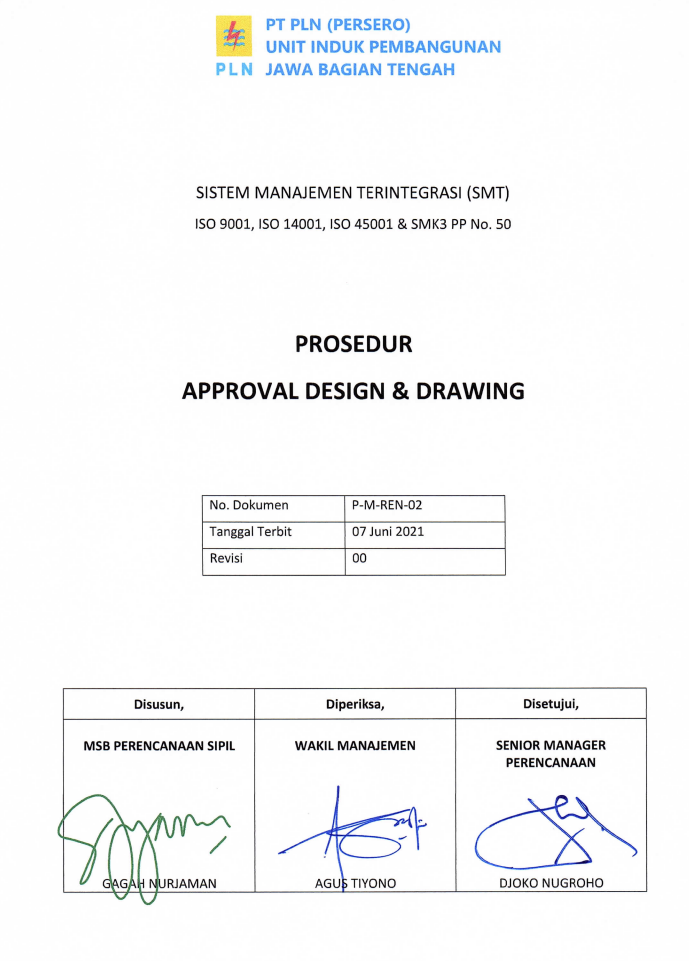 PT PLN (PERSERO)
UNIT INDUK PEMBANGUNAN
PLN JAWA BAGIAN TENGAH
SISTEM MANAJEMEN TERINTEGRASI (SMT)
ISO 9001, ISO 14001, ISO 45001 & SMK3 PP No. 50
PROSEDUR
APPROVAL DESIGN & DRAWING
No. Dokumen P-M-REN-02
Tanggal Terbit 07 Juni 2021
Revisi 00
Disusun, Diperiksa, Disetujui,
MSB PERENCANAAN SIPIL WAKIL MANAJEMEN SENIOR MANAGER
PERENCANAAN
GAGAH NURJAMAN AGUS TIYONO DJOKO NUGROHO